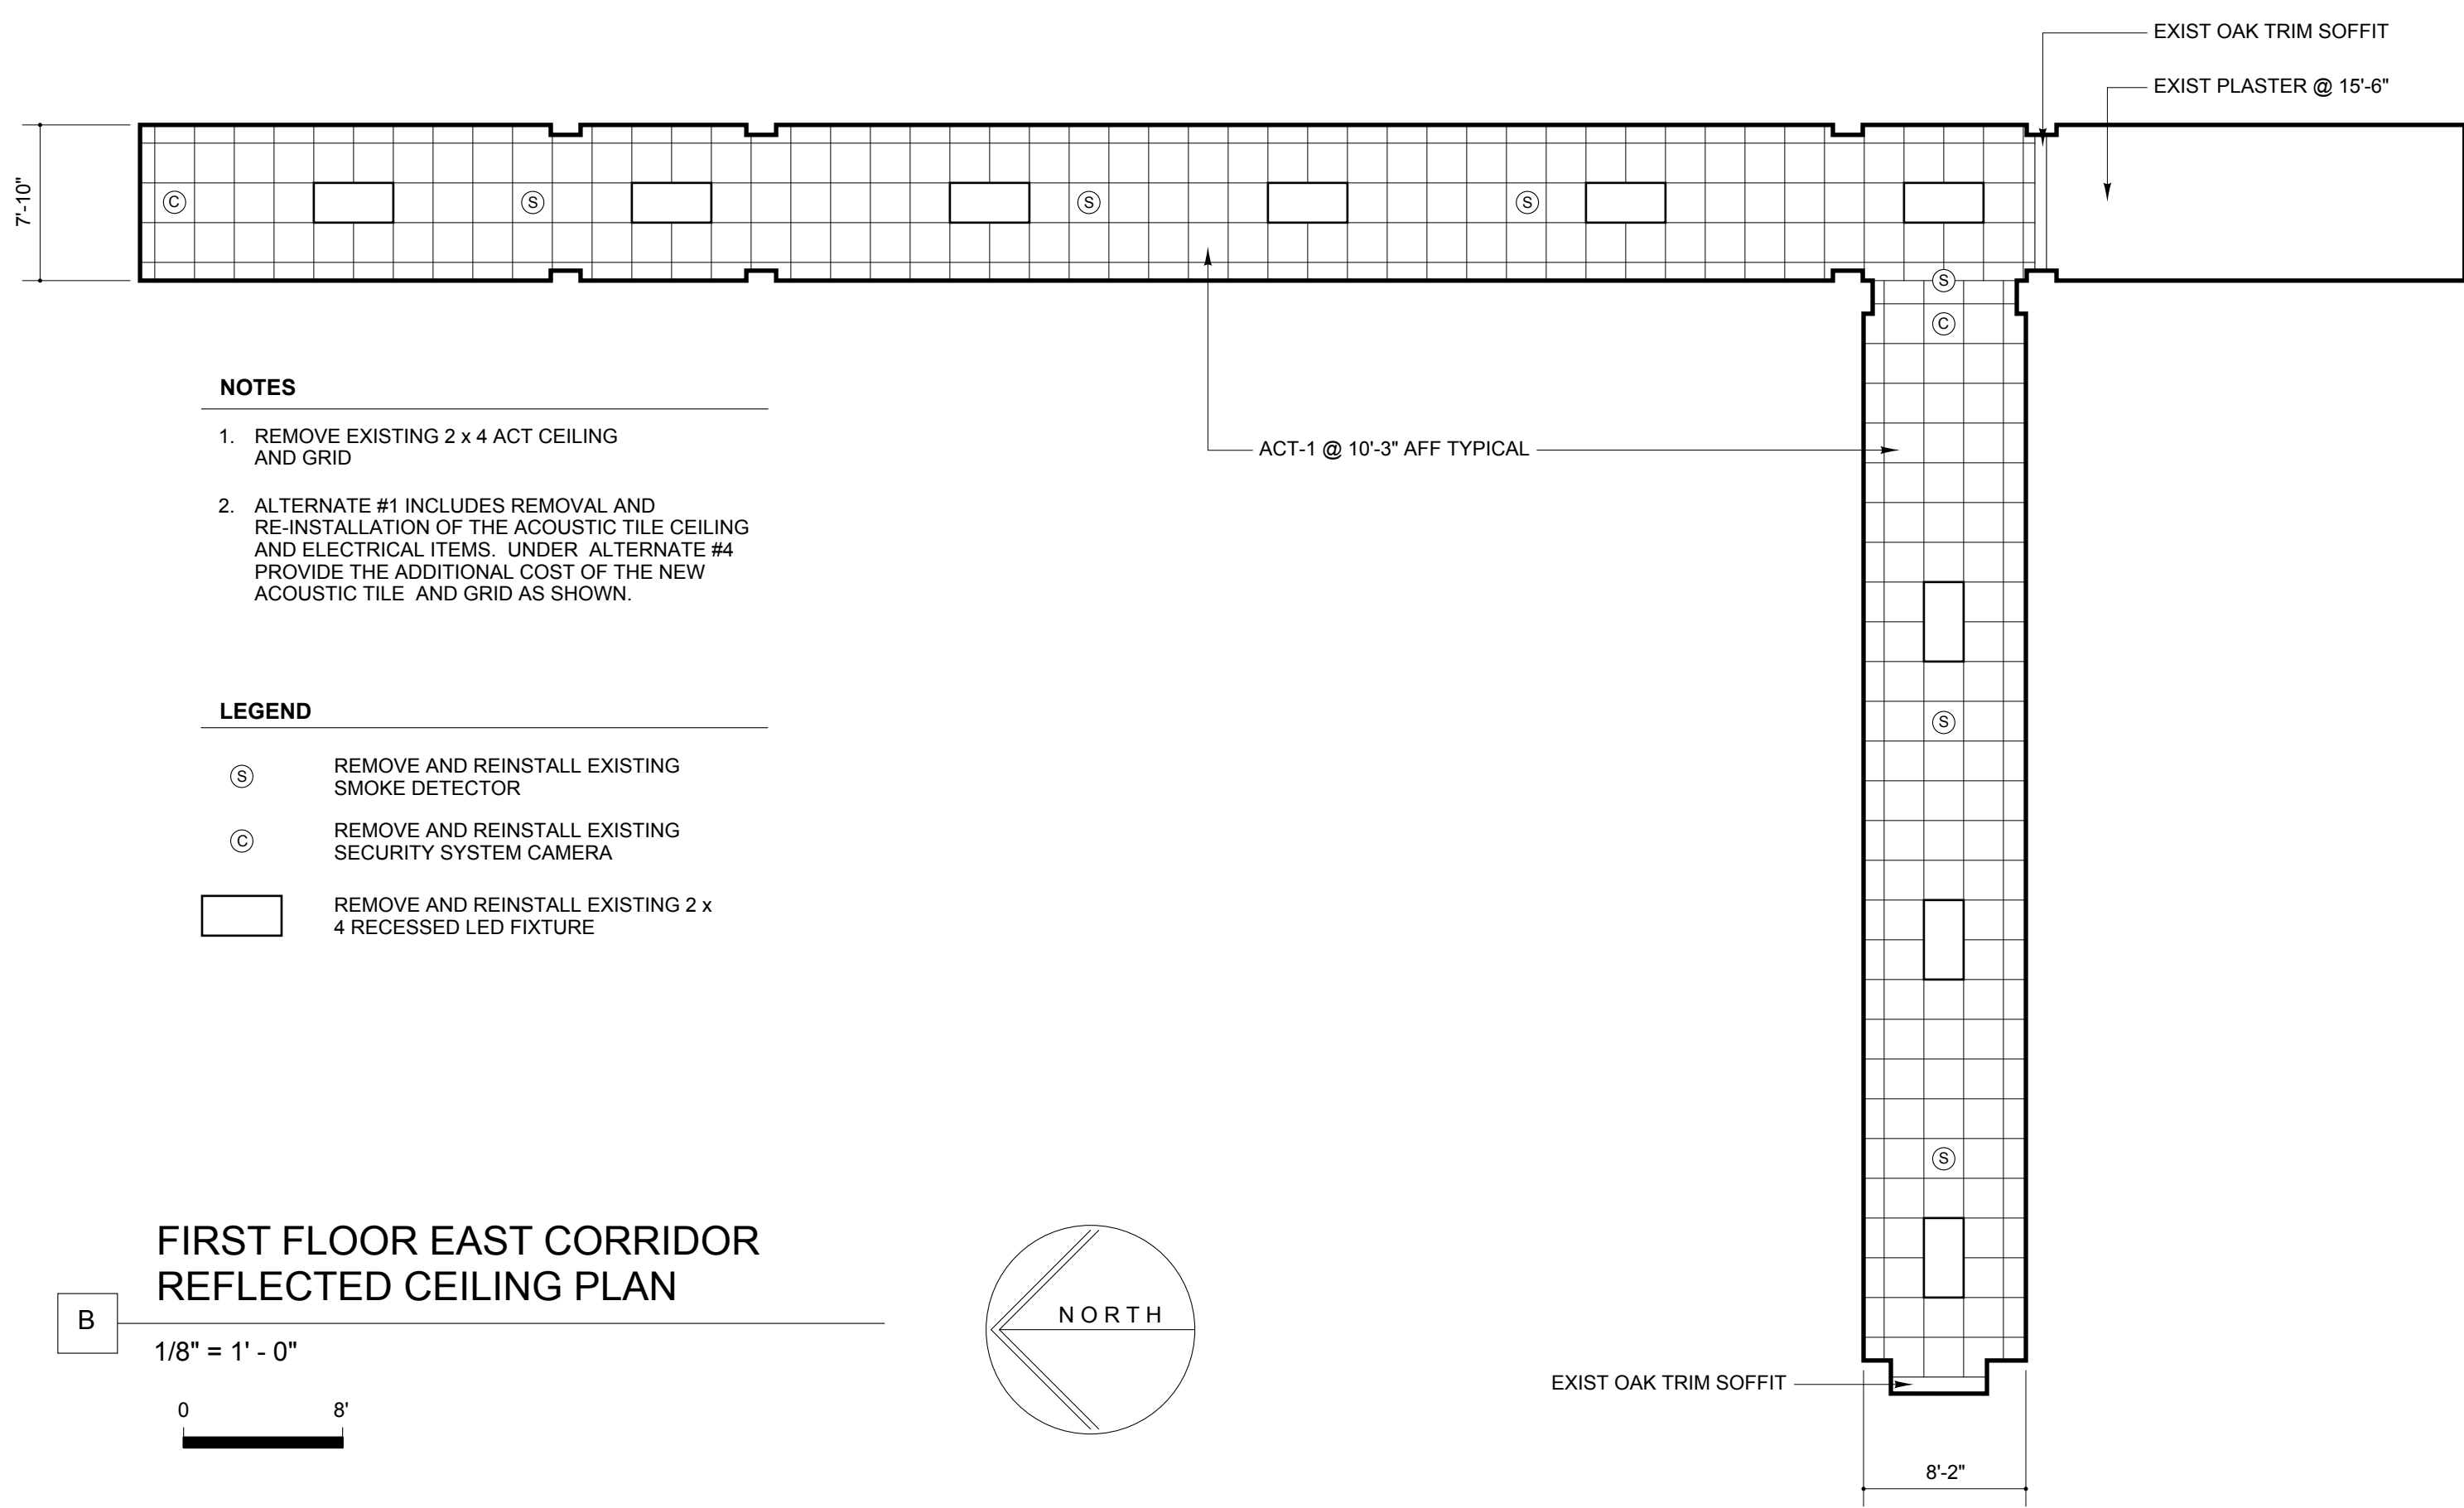 EXIST OAK TRIM SOFFIT
EXIST PLASTER @ 15'-6"
7'-10"
C
S
S
S
S
C
NOTES
1. REMOVE EXISTING 2 x 4 ACT CEILING
AND GRID
ACT-1 @ 10'-3" AFF TYPICAL
2. ALTERNATE #1 INCLUDES REMOVAL AND
RE-INSTALLATION OF THE ACOUSTIC TILE CEILING
AND ELECTRICAL ITEMS. UNDER ALTERNATE #4
PROVIDE THE ADDITIONAL COST OF THE NEW
ACOUSTIC TILE AND GRID AS SHOWN.
LEGEND
S
REMOVE AND REINSTALL EXISTING
SMOKE DETECTOR
C
REMOVE AND REINSTALL EXISTING
SECURITY SYSTEM CAMERA
REMOVE AND REINSTALL EXISTING 2 x
4 RECESSED LED FIXTURE
S
S
FIRST FLOOR EAST CORRIDOR
REFLECTED CEILING PLAN
B
1/8" = 1' - 0"
0 8'
NORTH
EXIST OAK TRIM SOFFIT
8'-2"